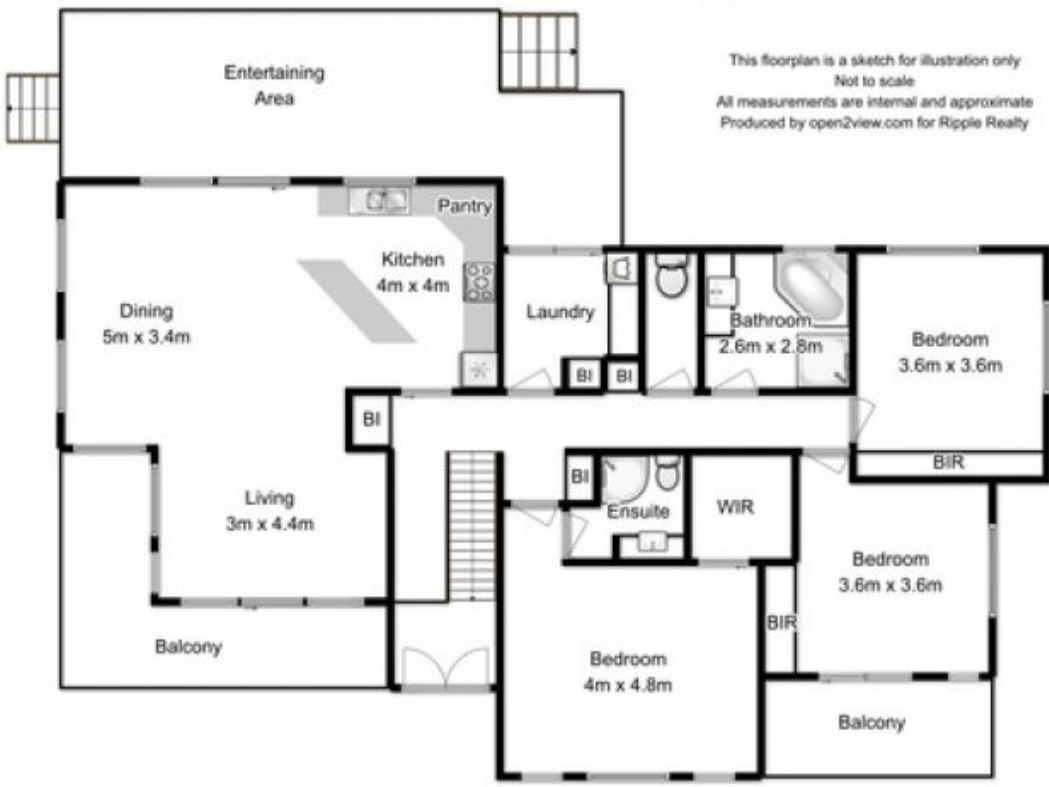 This floorplan is a sketch for illustration only
Not to scale
All measurements are internal and approximate
Produced by open2view.com for Ripple Realty
Entertaining
Area
Pantry
Kitchen
4m x 4m
Dining
5m x 3.4m
Laundry
Bathroom
2.6m x 2.8m
Bedroom
3.6m x 3.6m
BI
BI
BI
BIR
BI
Living
3m x 4.4m
Ensuite
WIR
Bedroom
3.6m x 3.6m
BIR
Balcony
Bedroom
4m x 4.8m
Balcony